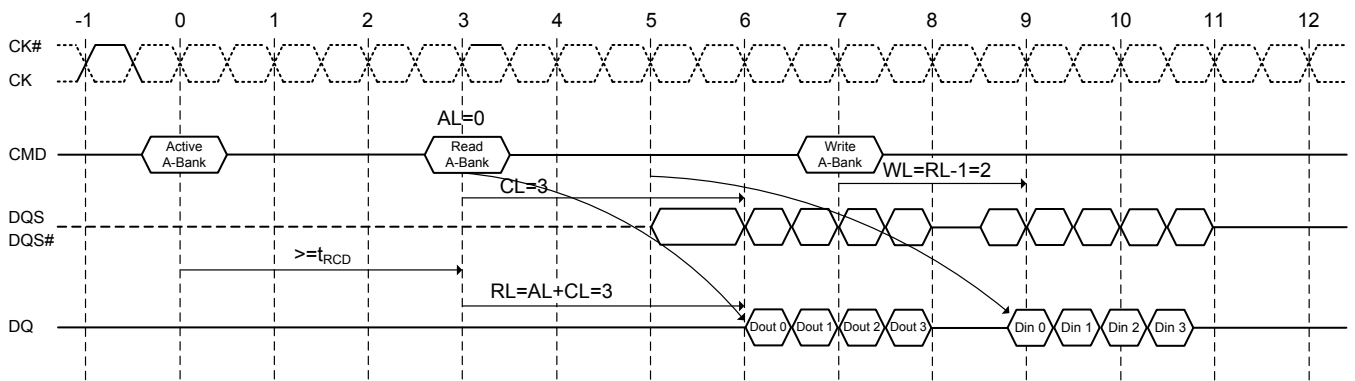 -1 0 1 2 3 4 5 6 7 8 9 10 11 12
CK#
CK
AL=0
CMD
Active
A-Bank
Read
A-Bank
Write
A-Bank
CL=3
WL=RL-1=2
DQS
DQS#
>=tRCD
RL=AL+CL=3
DQ
Dout 0 Dout 1 Dout 2 Dout 3 Din 0 Din 1 Din 2 Din 3